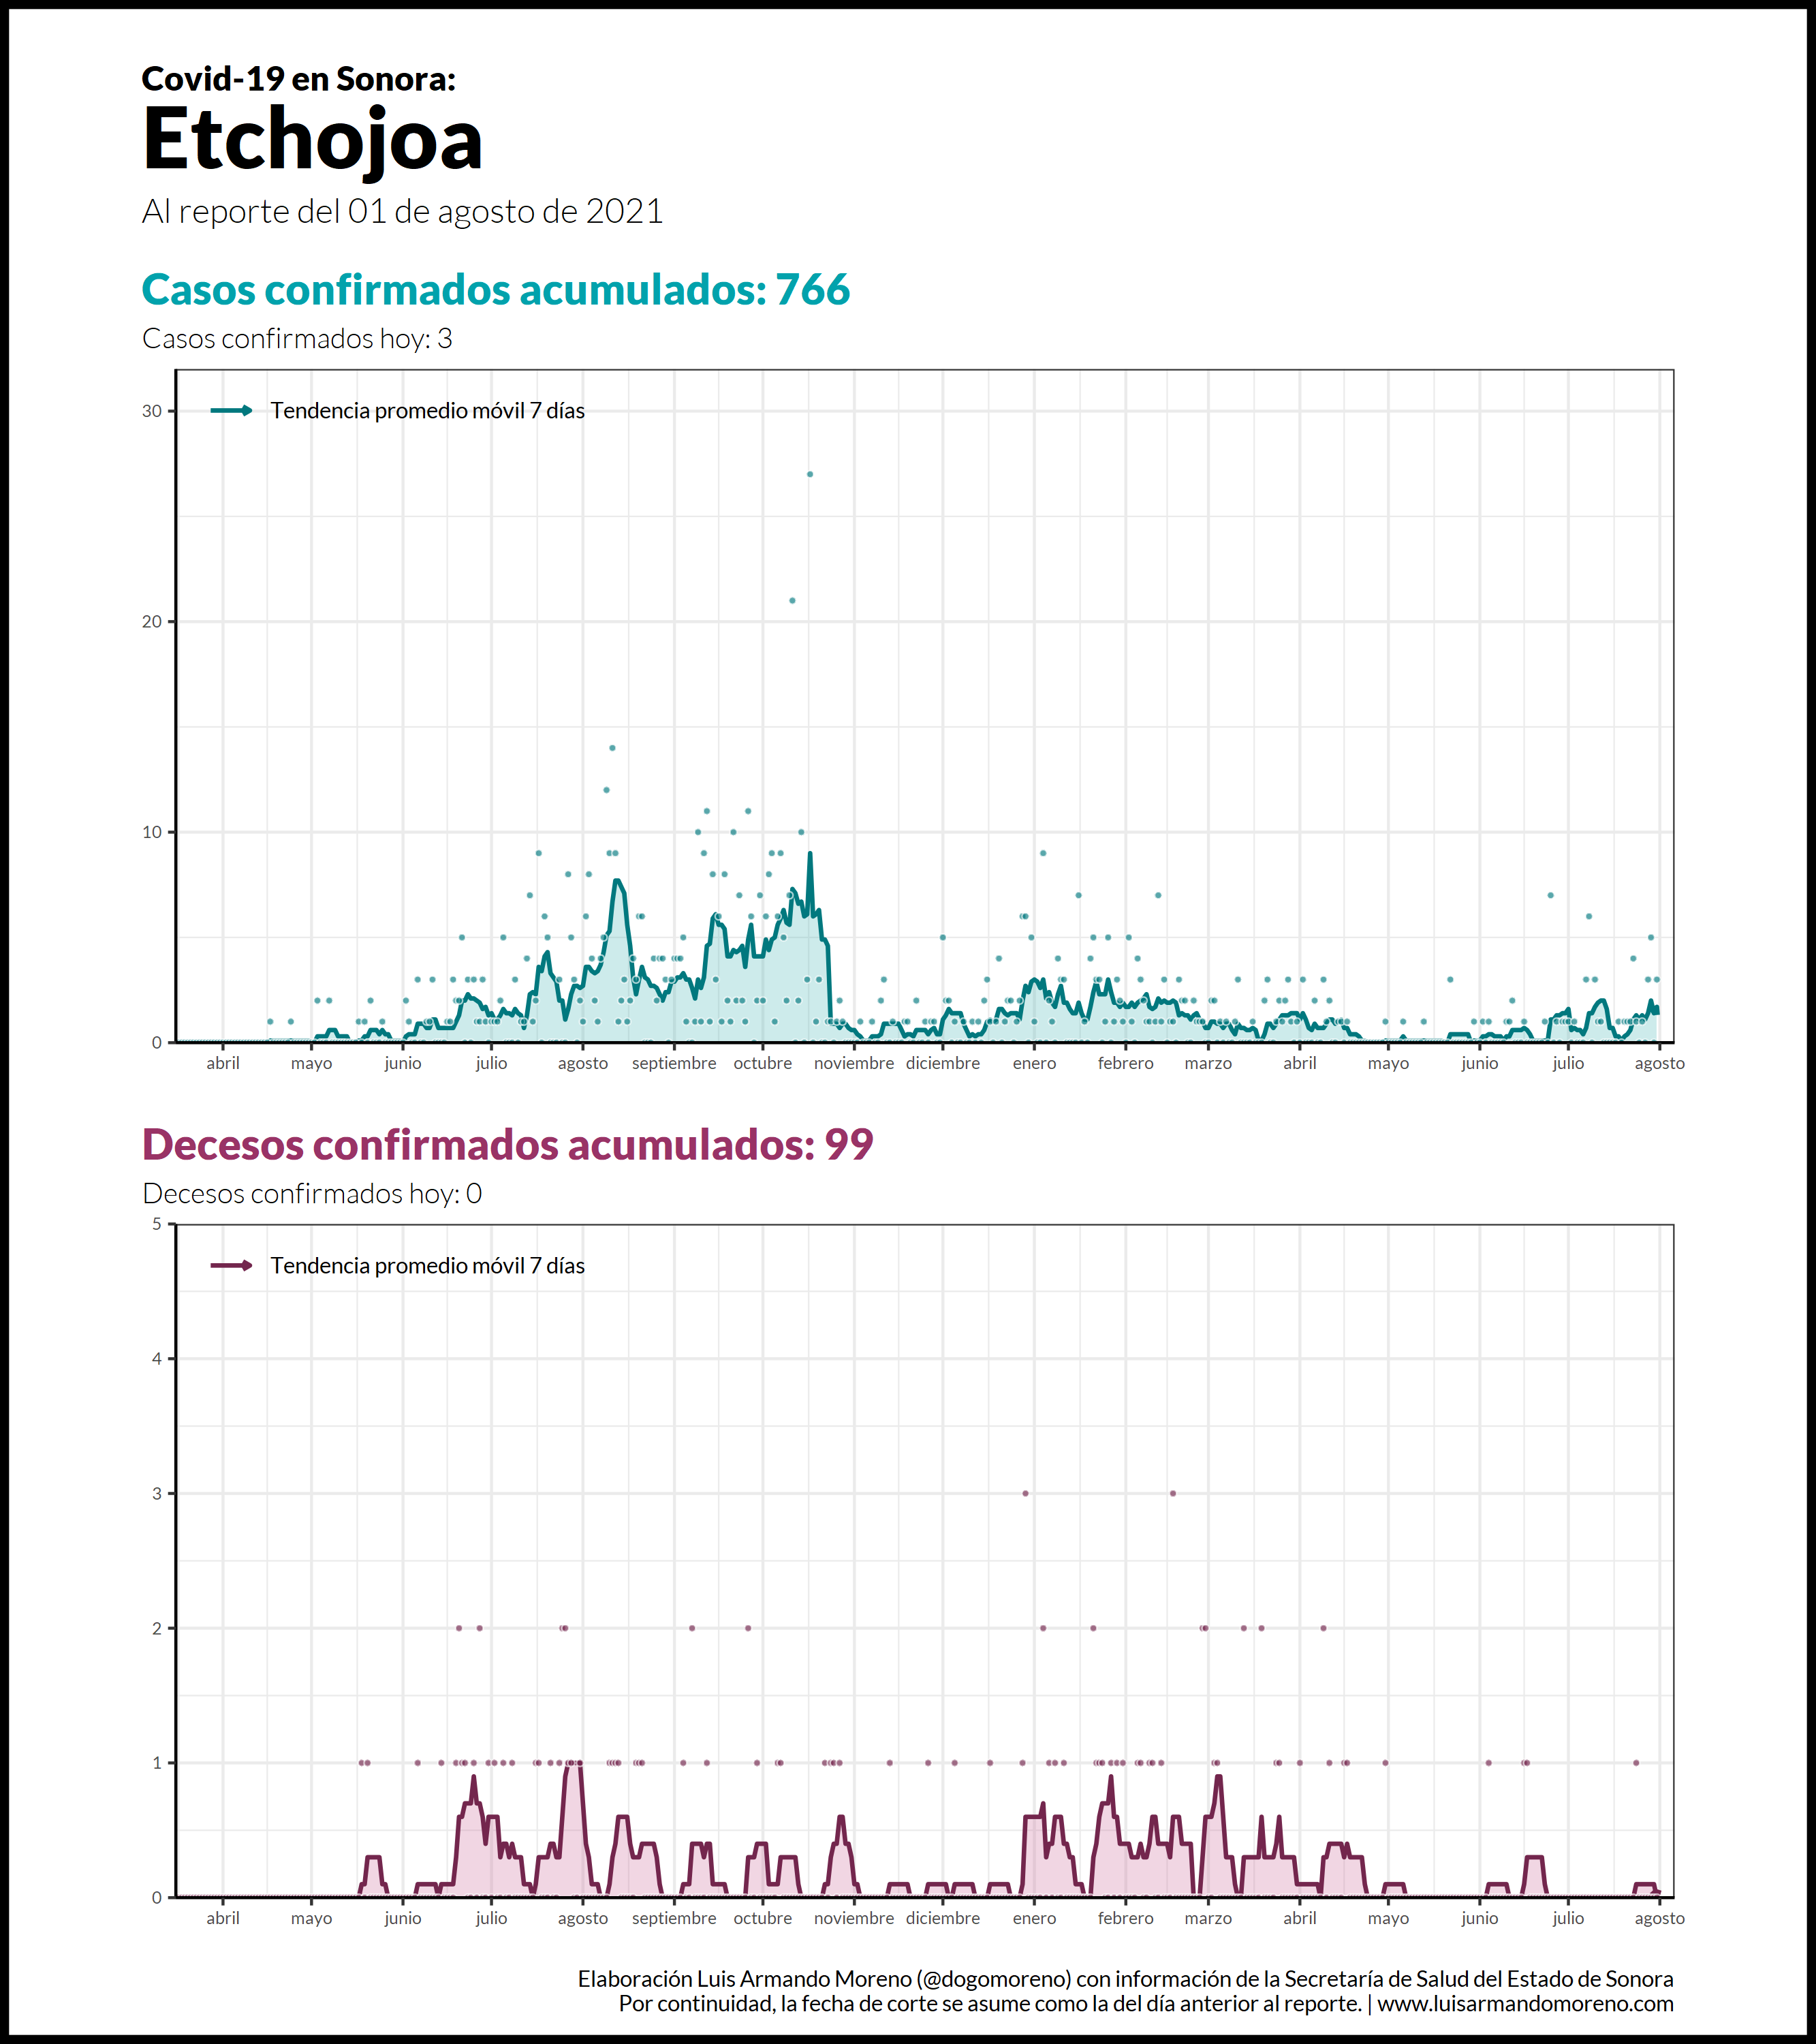 Covid-19 en Sonora:
Etchojoa
Al reporte del 01 de agosto de 2021
Casos confirmados acumulados: 766
Casos confirmados hoy: 3
Tendencia promedio móvil 7 días
30
20
10
0
abril mayo junio julio agosto septiembre octubre noviembre diciembre enero febrero marzo abril mayo junio julio agosto
Decesos confirmados acumulados: 99
Decesos confirmados hoy: 0
Tendencia promedio móvil 7 días
5
4
3
2
1
0
abril mayo junio julio agosto septiembre octubre noviembre diciembre enero febrero marzo abril mayo junio julio agosto
Elaboración Luis Armando Moreno (@dogomoreno) con información de la Secretaría de Salud del Estado de Sonora
Por continuidad, la fecha de corte se asume como la del día anterior al reporte. | www.luisarmandomoreno.com